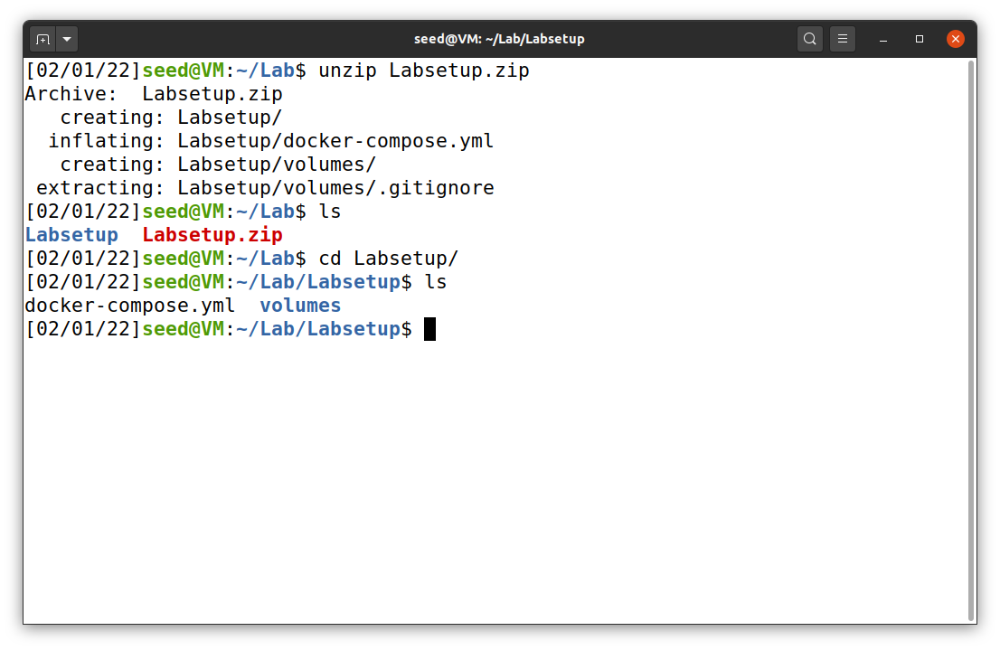 seed@VM: ~/Lab/Labsetup
[02/01/22]seed@VM:~/Lab$ unzip Labsetup.zip
Archive:  Labsetup.zip
   creating: Labsetup/
  inflating: Labsetup/docker-compose.yml
   creating: Labsetup/volumes/
 extracting: Labsetup/volumes/.gitignore
[02/01/22]seed@VM:~/Lab$ ls
Labsetup  Labsetup.zip
[02/01/22]seed@VM:~/Lab$ cd Labsetup/
[02/01/22]seed@VM:~/Lab/Labsetup$ ls
docker-compose.yml  volumes
[02/01/22]seed@VM:~/Lab/Labsetup$